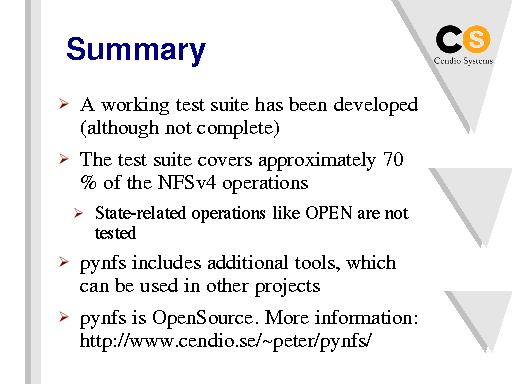 Summary
CS
Cendio Systems
A working test suite has been developed
(although not complete)
The test suite covers approximately 70
% of the NFSv4 operations
State-related operations like OPEN are not
tested
pynfs includes additional tools, which
can be used in other projects
pynfs is OpenSource. More information:
http://www.cendio.se/~peter/pynfs/